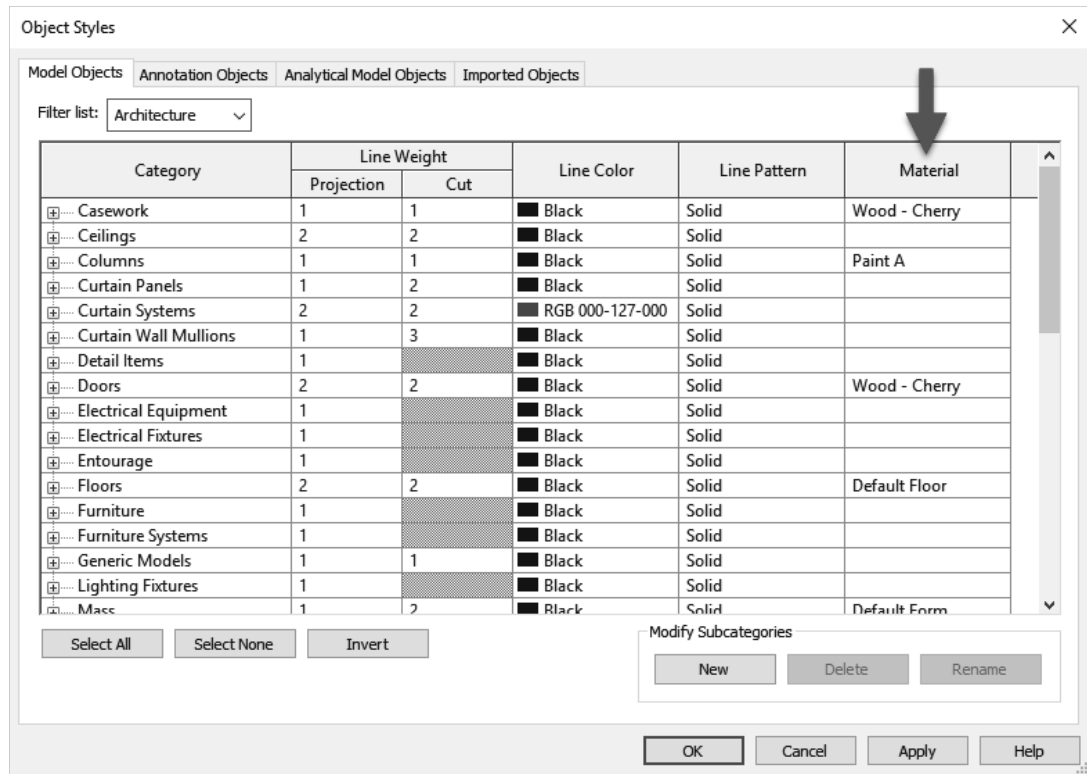 Object Styles
Model Objects Annotation Objects Analytical Model Objects Imported Objects
Filter list: Architecture
Category Line Weight Line Color Line Pattern Material
Projection Cut
Casework 1 1 Black Solid Wood - Cherry
Ceilings 2 2 Black Solid
Columns 1 1 Black Solid Paint A
Curtain Panels 1 2 Black Solid
Curtain Systems 2 2 RGB 000-127-000 Solid
Curtain Wall Mullions 1 3 Black Solid
Detail Items 1 Black Solid
Doors 2 2 Black Solid Wood - Cherry
Electrical Equipment 1 Black Solid
Electrical Fixtures 1 Black Solid
Entourage 1 Black Solid
Floors 2 2 Black Solid Default Floor
Furniture 1 Black Solid
Furniture Systems 1 Black Solid
Generic Models 1 1 Black Solid
Lighting Fixtures 1 Black Solid
Mass 1 2 Black Solid Default Form
Select All Select None Invert
Modify Subcategories
New Delete Rename
OK Cancel Apply Help